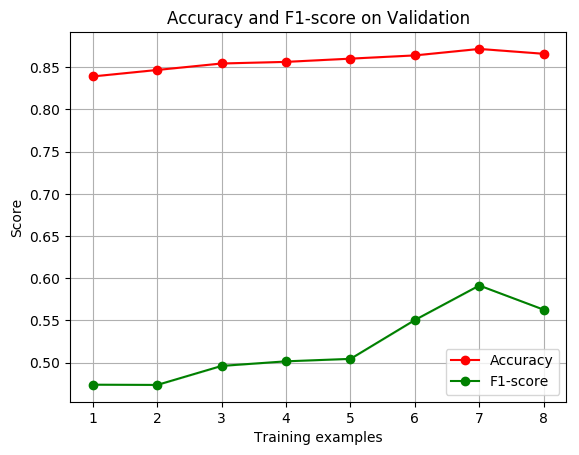 Accuracy and F1-score on Validation
0.85
0.80
0.75
0.70
0.65
0.60
0.55
0.50
Score
Accuracy
F1-score
1 2 3 4 5 6 7 8
Training examples